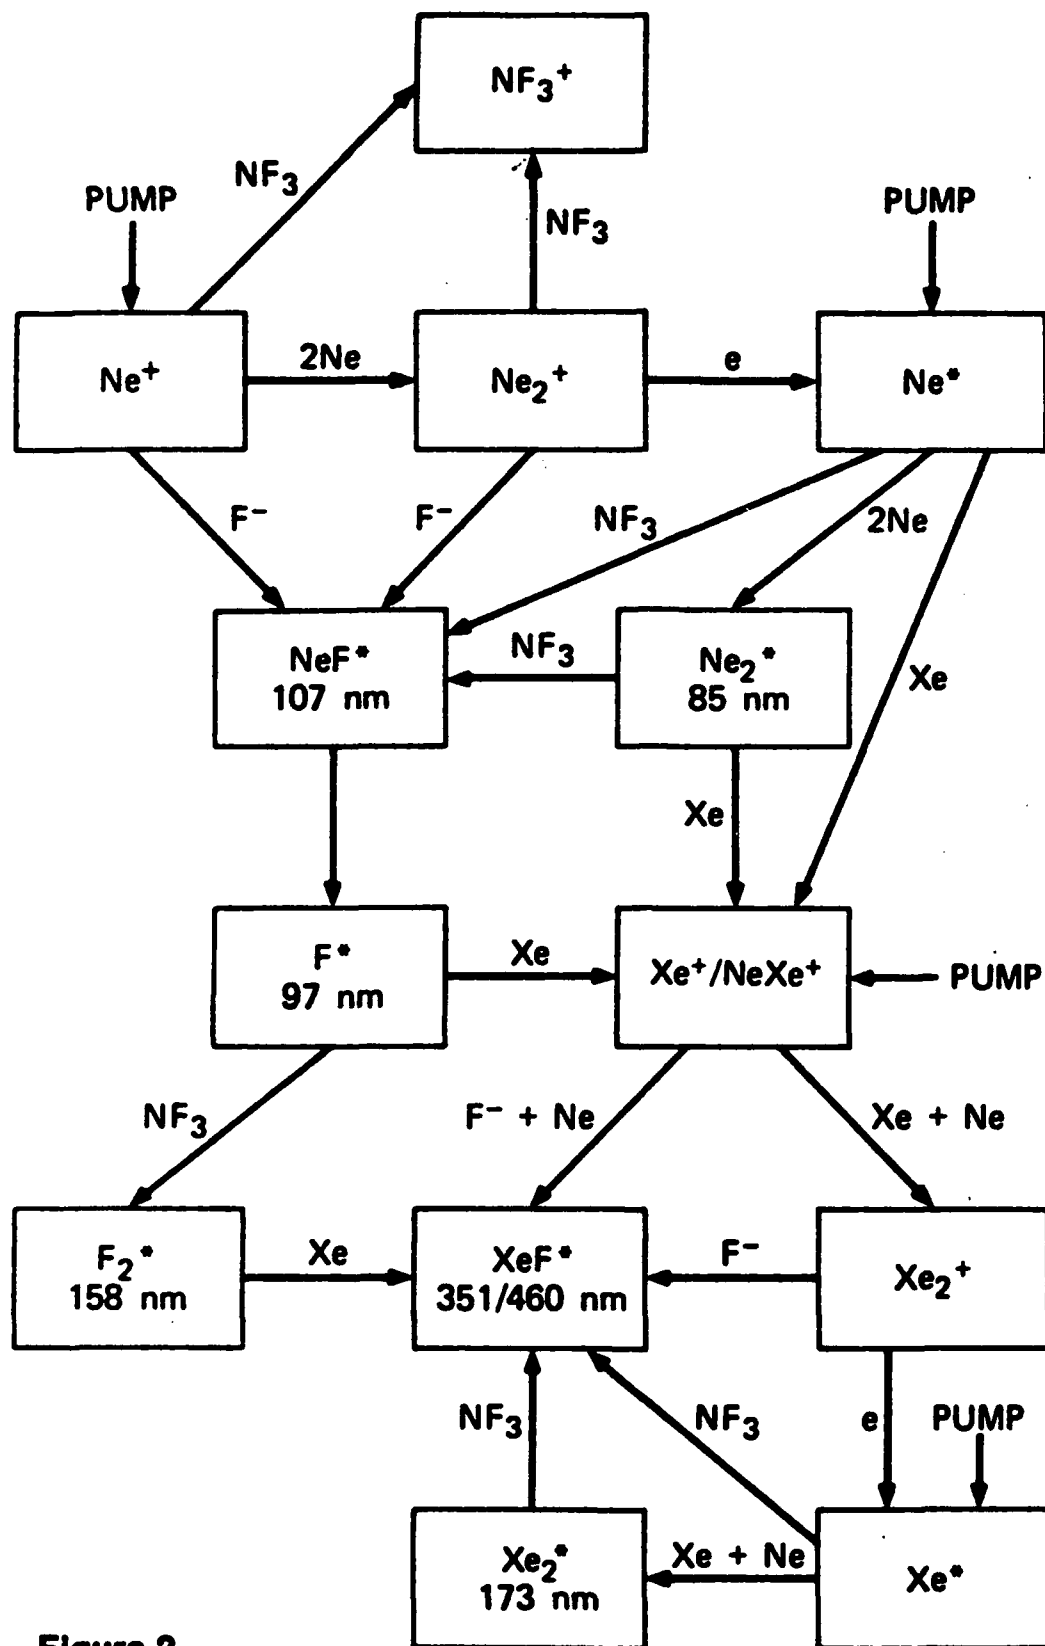 NF₃⁺
NF₃
PUMP
NF₃
PUMP
Ne⁺
2Ne
Ne₂⁺
e
Ne*
F⁻
F⁻
NF₃
2Ne
NeF*
107 nm
NF₃
Ne₂*
85 nm
Xe
Xe
F*
97 nm
Xe
Xe⁺/NeXe⁺
PUMP
NF₃
F⁻ + Ne
Xe + Ne
F₂*
158 nm
Xe
XeF*
351/460 nm
F⁻
Xe₂⁺
NF₃
NF₃
e
PUMP
Xe₂*
173 nm
Xe + Ne
Xe*